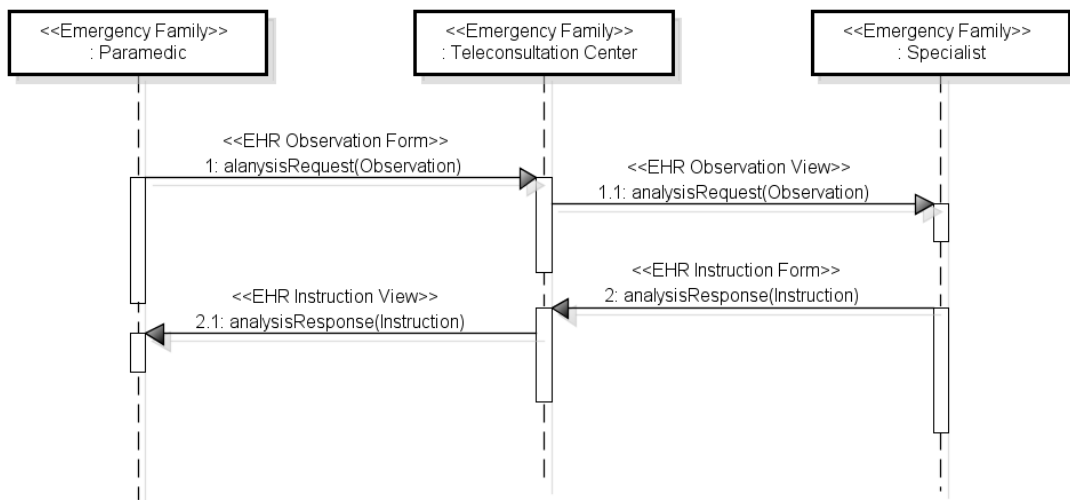 <<Emergency Family>>
: Paramedic
<<Emergency Family>>
: Teleconsultation Center
<<Emergency Family>>
: Specialist
<<EHR Observation Form>>
1: alanysisRequest(Observation)
<<EHR Observation View>>
1.1: analysisRequest(Observation)
<<EHR Instruction Form>>
2: analysisResponse(Instruction)
<<EHR Instruction View>>
2.1: analysisResponse(Instruction)